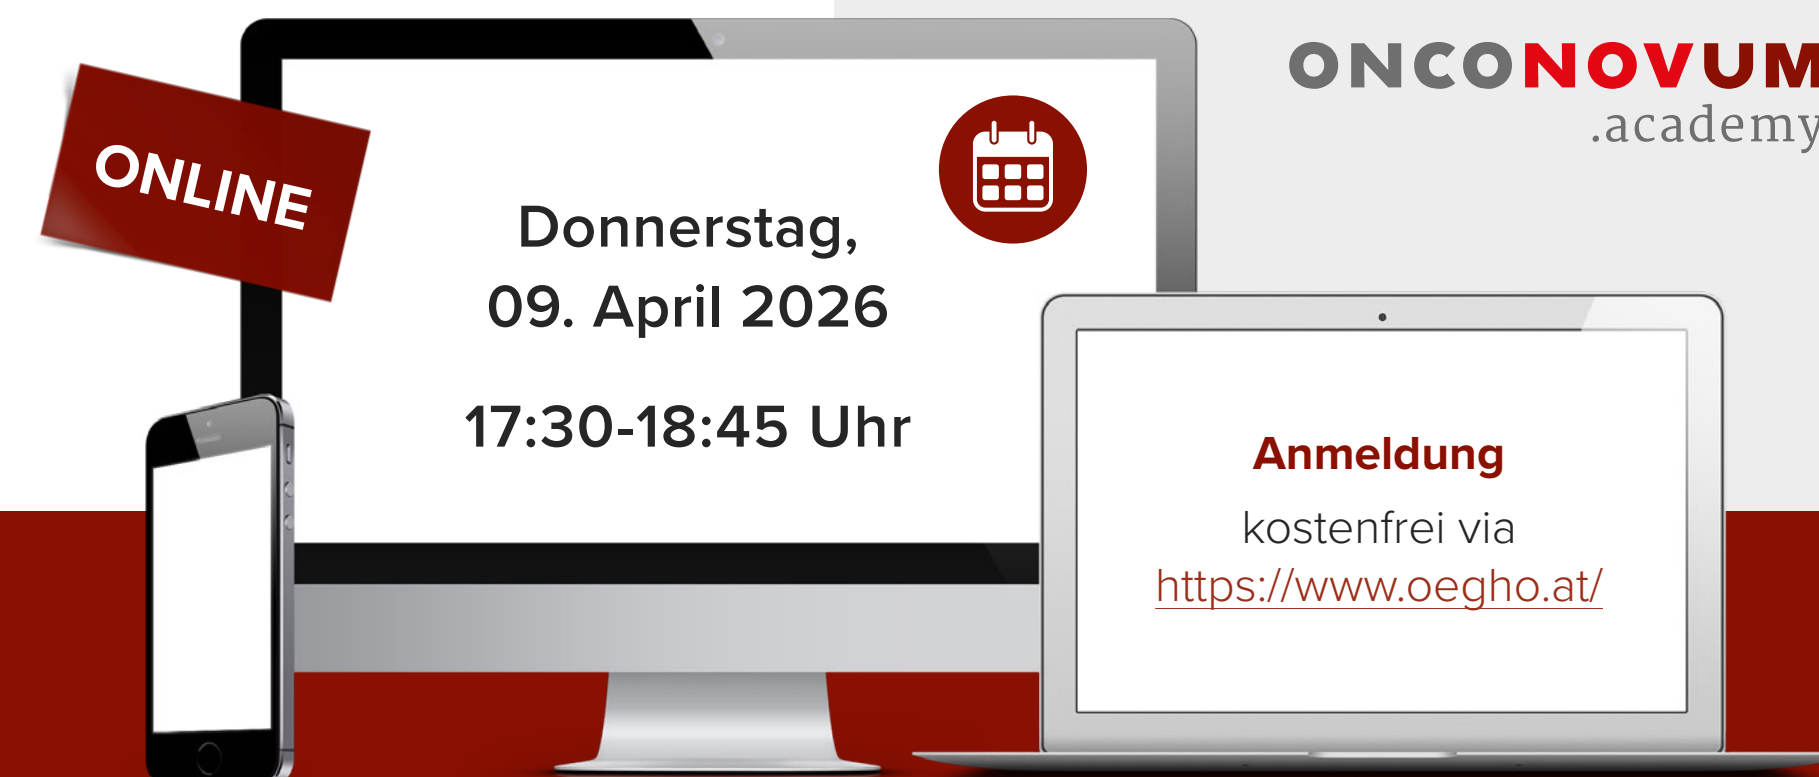 ONCONOVUM
.academy
ONLINE
Donnerstag,
09. April 2026
17:30-18:45 Uhr
Anmeldung
kostenfrei via
https://www.oegho.at/